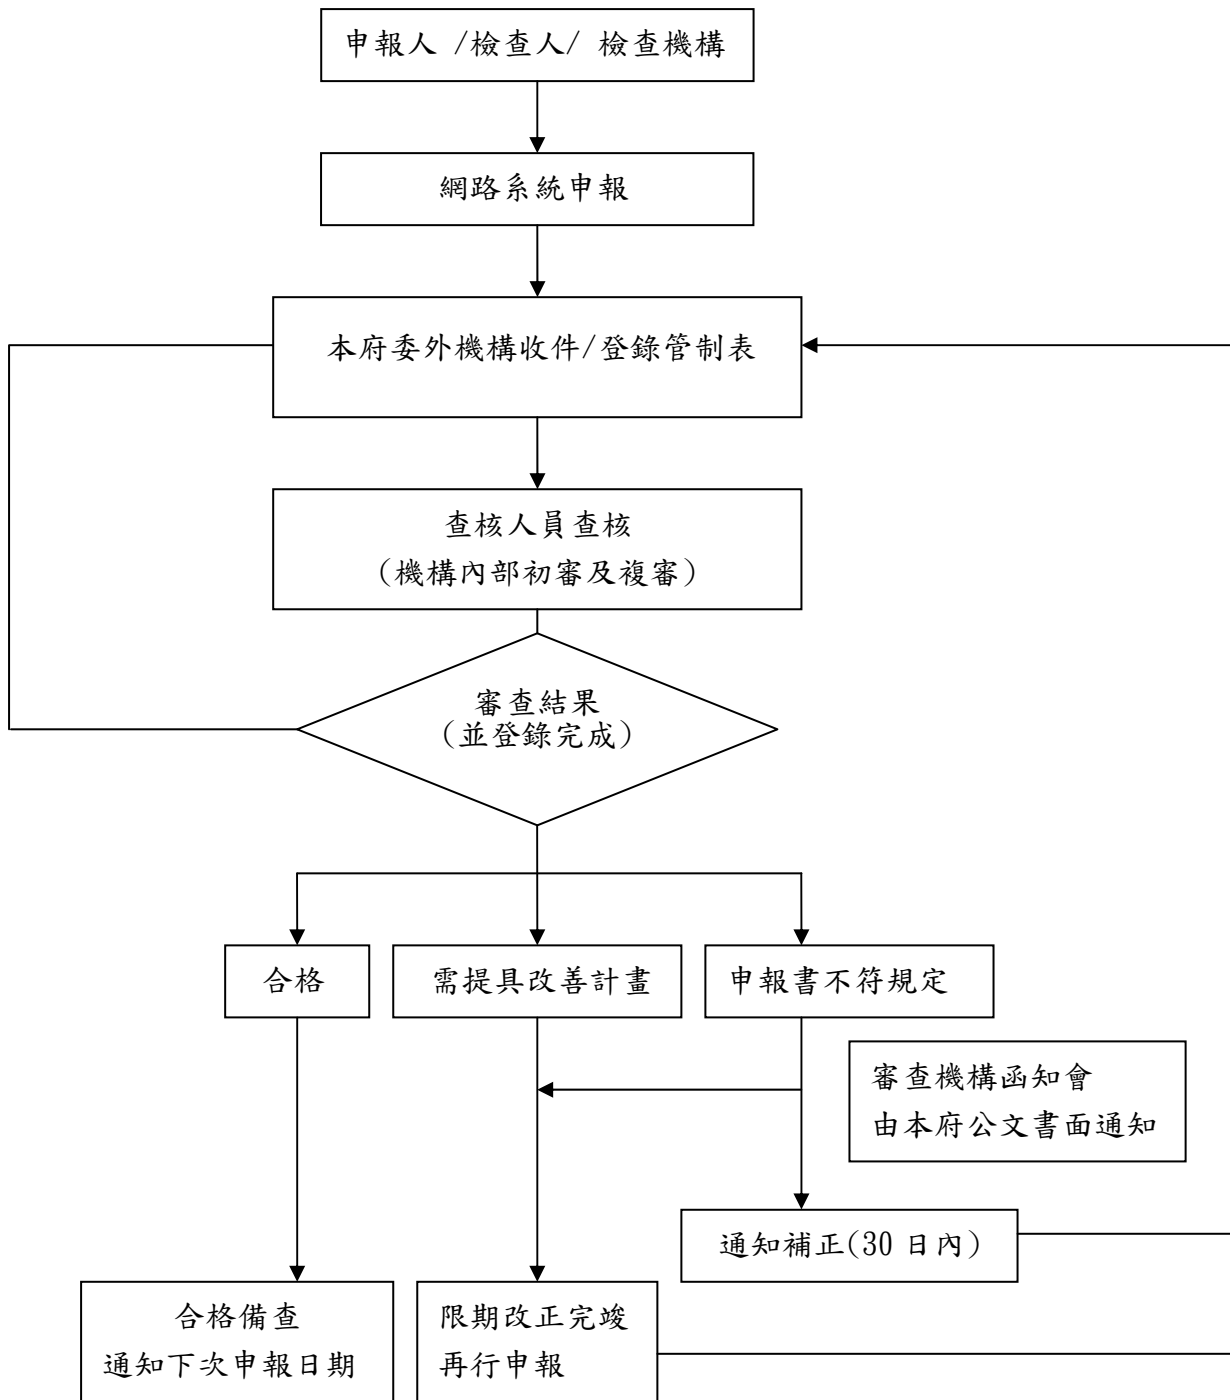 申報人 /檢查人/ 檢查機構
網路系統申報
本府委外機構收件/登錄管制表
查核人員查核
(機構內部初審及複審)
審查結果
(並登錄完成)
合格
需提具改善計畫
申報書不符規定
審查機構函知會
由本府公文書面通知
通知補正(30 日內)
合格備查
通知下次申報日期
限期改正完竣
再行申報